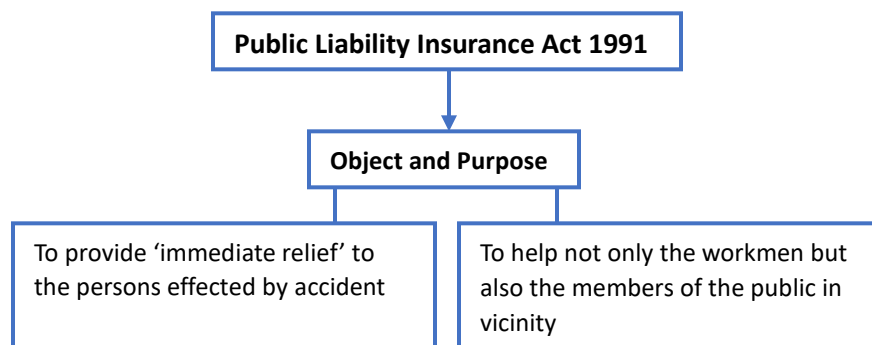 Public Liability Insurance Act 1991
Object and Purpose
To provide ‘immediate relief’ to
the persons effected by accident
To help not only the workmen but
also the members of the public in
vicinity